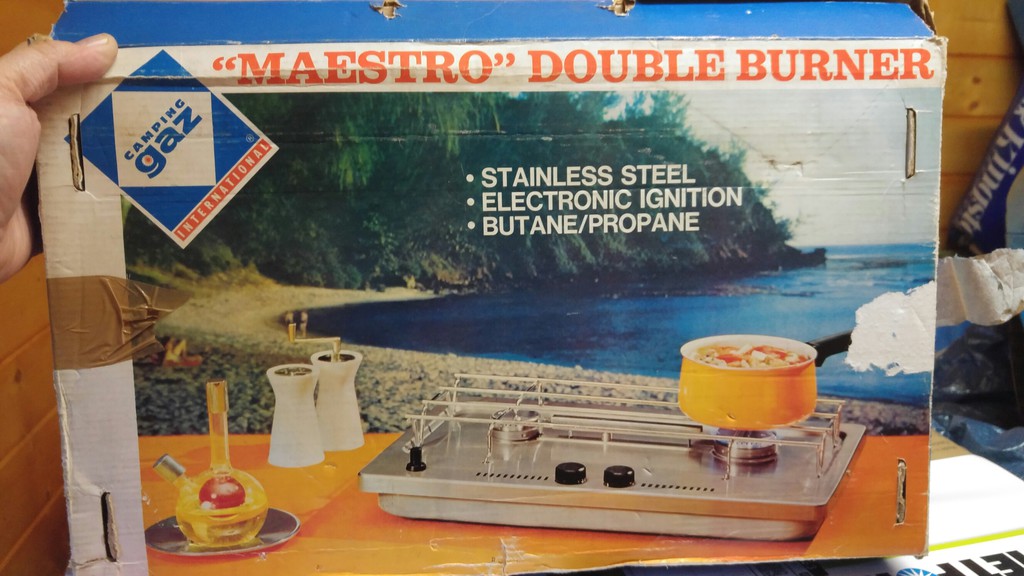 “MAESTRO” DOUBLE BURNER
CAMPING
gaz
INTERNATIONAL
• STAINLESS STEEL
• ELECTRONIC IGNITION
• BUTANE/PROPANE